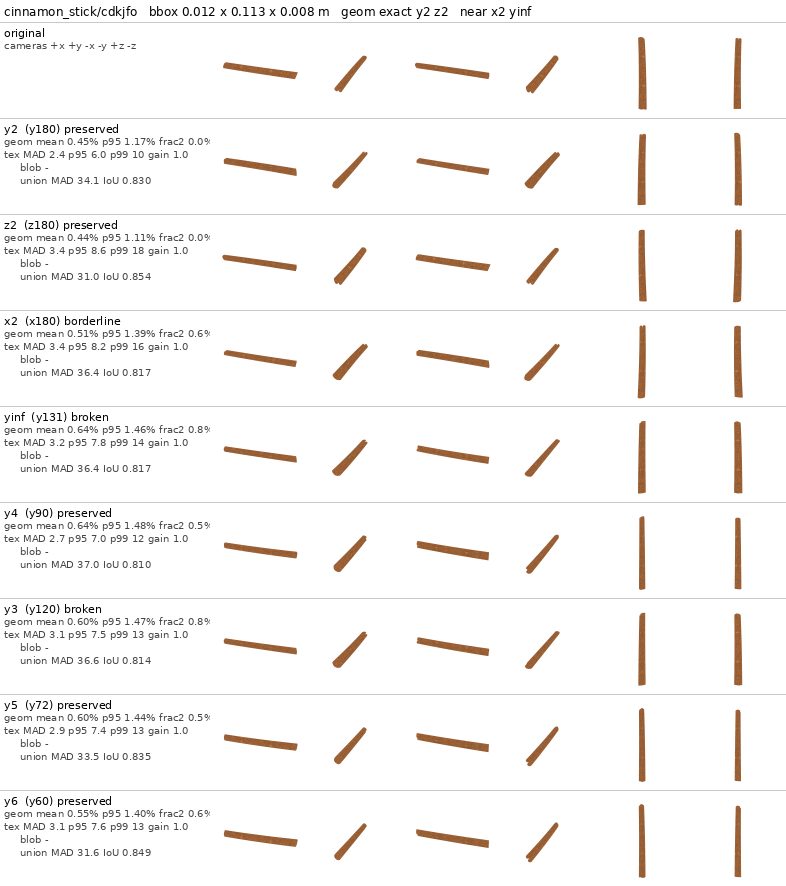 cinnamon_stick/cdkjfo bbox 0.012 x 0.113 x 0.008 m geom exact y2 z2 near x2 yinf
original
cameras +x +y -x -y +z -z
y2 (y180) preserved
geom mean 0.45% p95 1.17% frac2 0.0%
tex MAD 2.4 p95 6.0 p99 10 gain 1.0
blob -
union MAD 34.1 IoU 0.830
z2 (z180) preserved
geom mean 0.44% p95 1.11% frac2 0.0%
tex MAD 3.4 p95 8.6 p99 18 gain 1.0
blob -
union MAD 31.0 IoU 0.854
x2 (x180) borderline
geom mean 0.51% p95 1.39% frac2 0.6%
tex MAD 3.4 p95 8.2 p99 16 gain 1.0
blob -
union MAD 36.4 IoU 0.817
yinf (y131) broken
geom mean 0.64% p95 1.46% frac2 0.8%
tex MAD 3.2 p95 7.8 p99 14 gain 1.0
blob -
union MAD 36.4 IoU 0.817
y4 (y90) preserved
geom mean 0.64% p95 1.48% frac2 0.5%
tex MAD 2.7 p95 7.0 p99 12 gain 1.0
blob -
union MAD 37.0 IoU 0.810
y3 (y120) broken
geom mean 0.60% p95 1.47% frac2 0.8%
tex MAD 3.1 p95 7.5 p99 13 gain 1.0
blob -
union MAD 36.6 IoU 0.814
y5 (y72) preserved
geom mean 0.60% p95 1.44% frac2 0.5%
tex MAD 2.9 p95 7.4 p99 13 gain 1.0
blob -
union MAD 33.5 IoU 0.835
y6 (y60) preserved
geom mean 0.55% p95 1.40% frac2 0.6%
tex MAD 3.1 p95 7.6 p99 13 gain 1.0
blob -
union MAD 31.6 IoU 0.849